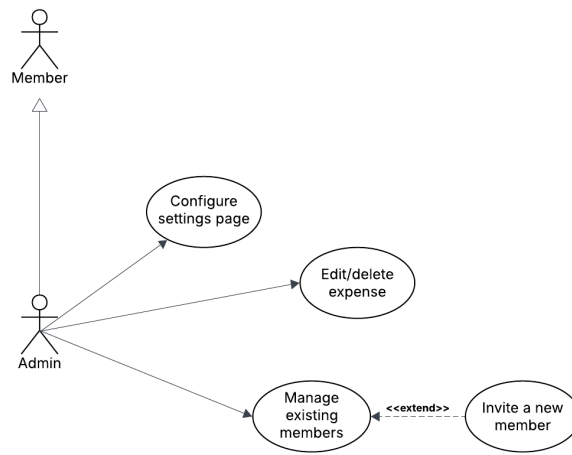 Member
Configure
settings page
Edit/delete
expense
Admin
Manage
existing
members
<<extend>>
Invite a new
member